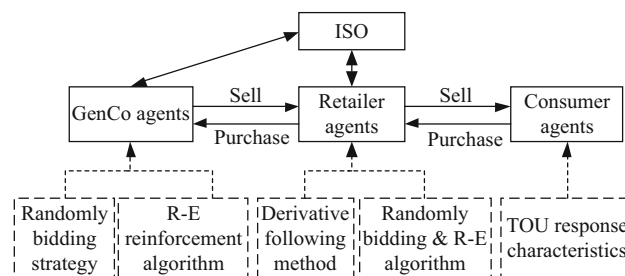 ISO
GenCo agents
Sell
Purchase
Retailer
agents
Sell
Purchase
Consumer
agents
Randomly
bidding
strategy
R-E
reinforcement
algorithm
Derivative
following
method
Randomly
bidding & R-E
algorithm
TOU response
characteristics